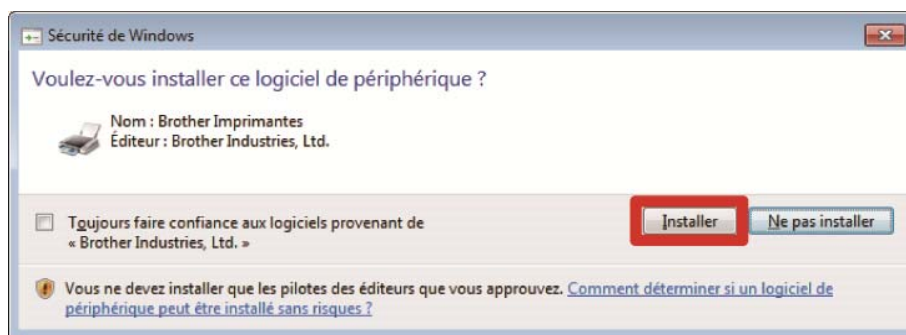 Sécurité de Windows
Voulez-vous installer ce logiciel de périphérique ?
Nom : Brother Imprimantes
Éditeur : Brother Industries, Ltd.
Toujours faire confiance aux logiciels provenant de
« Brother Industries, Ltd. »
Installer
Ne pas installer
Vous ne devez installer que les pilotes des éditeurs que vous approuvez. Comment déterminer si un logiciel de
périphérique peut être installé sans risques ?